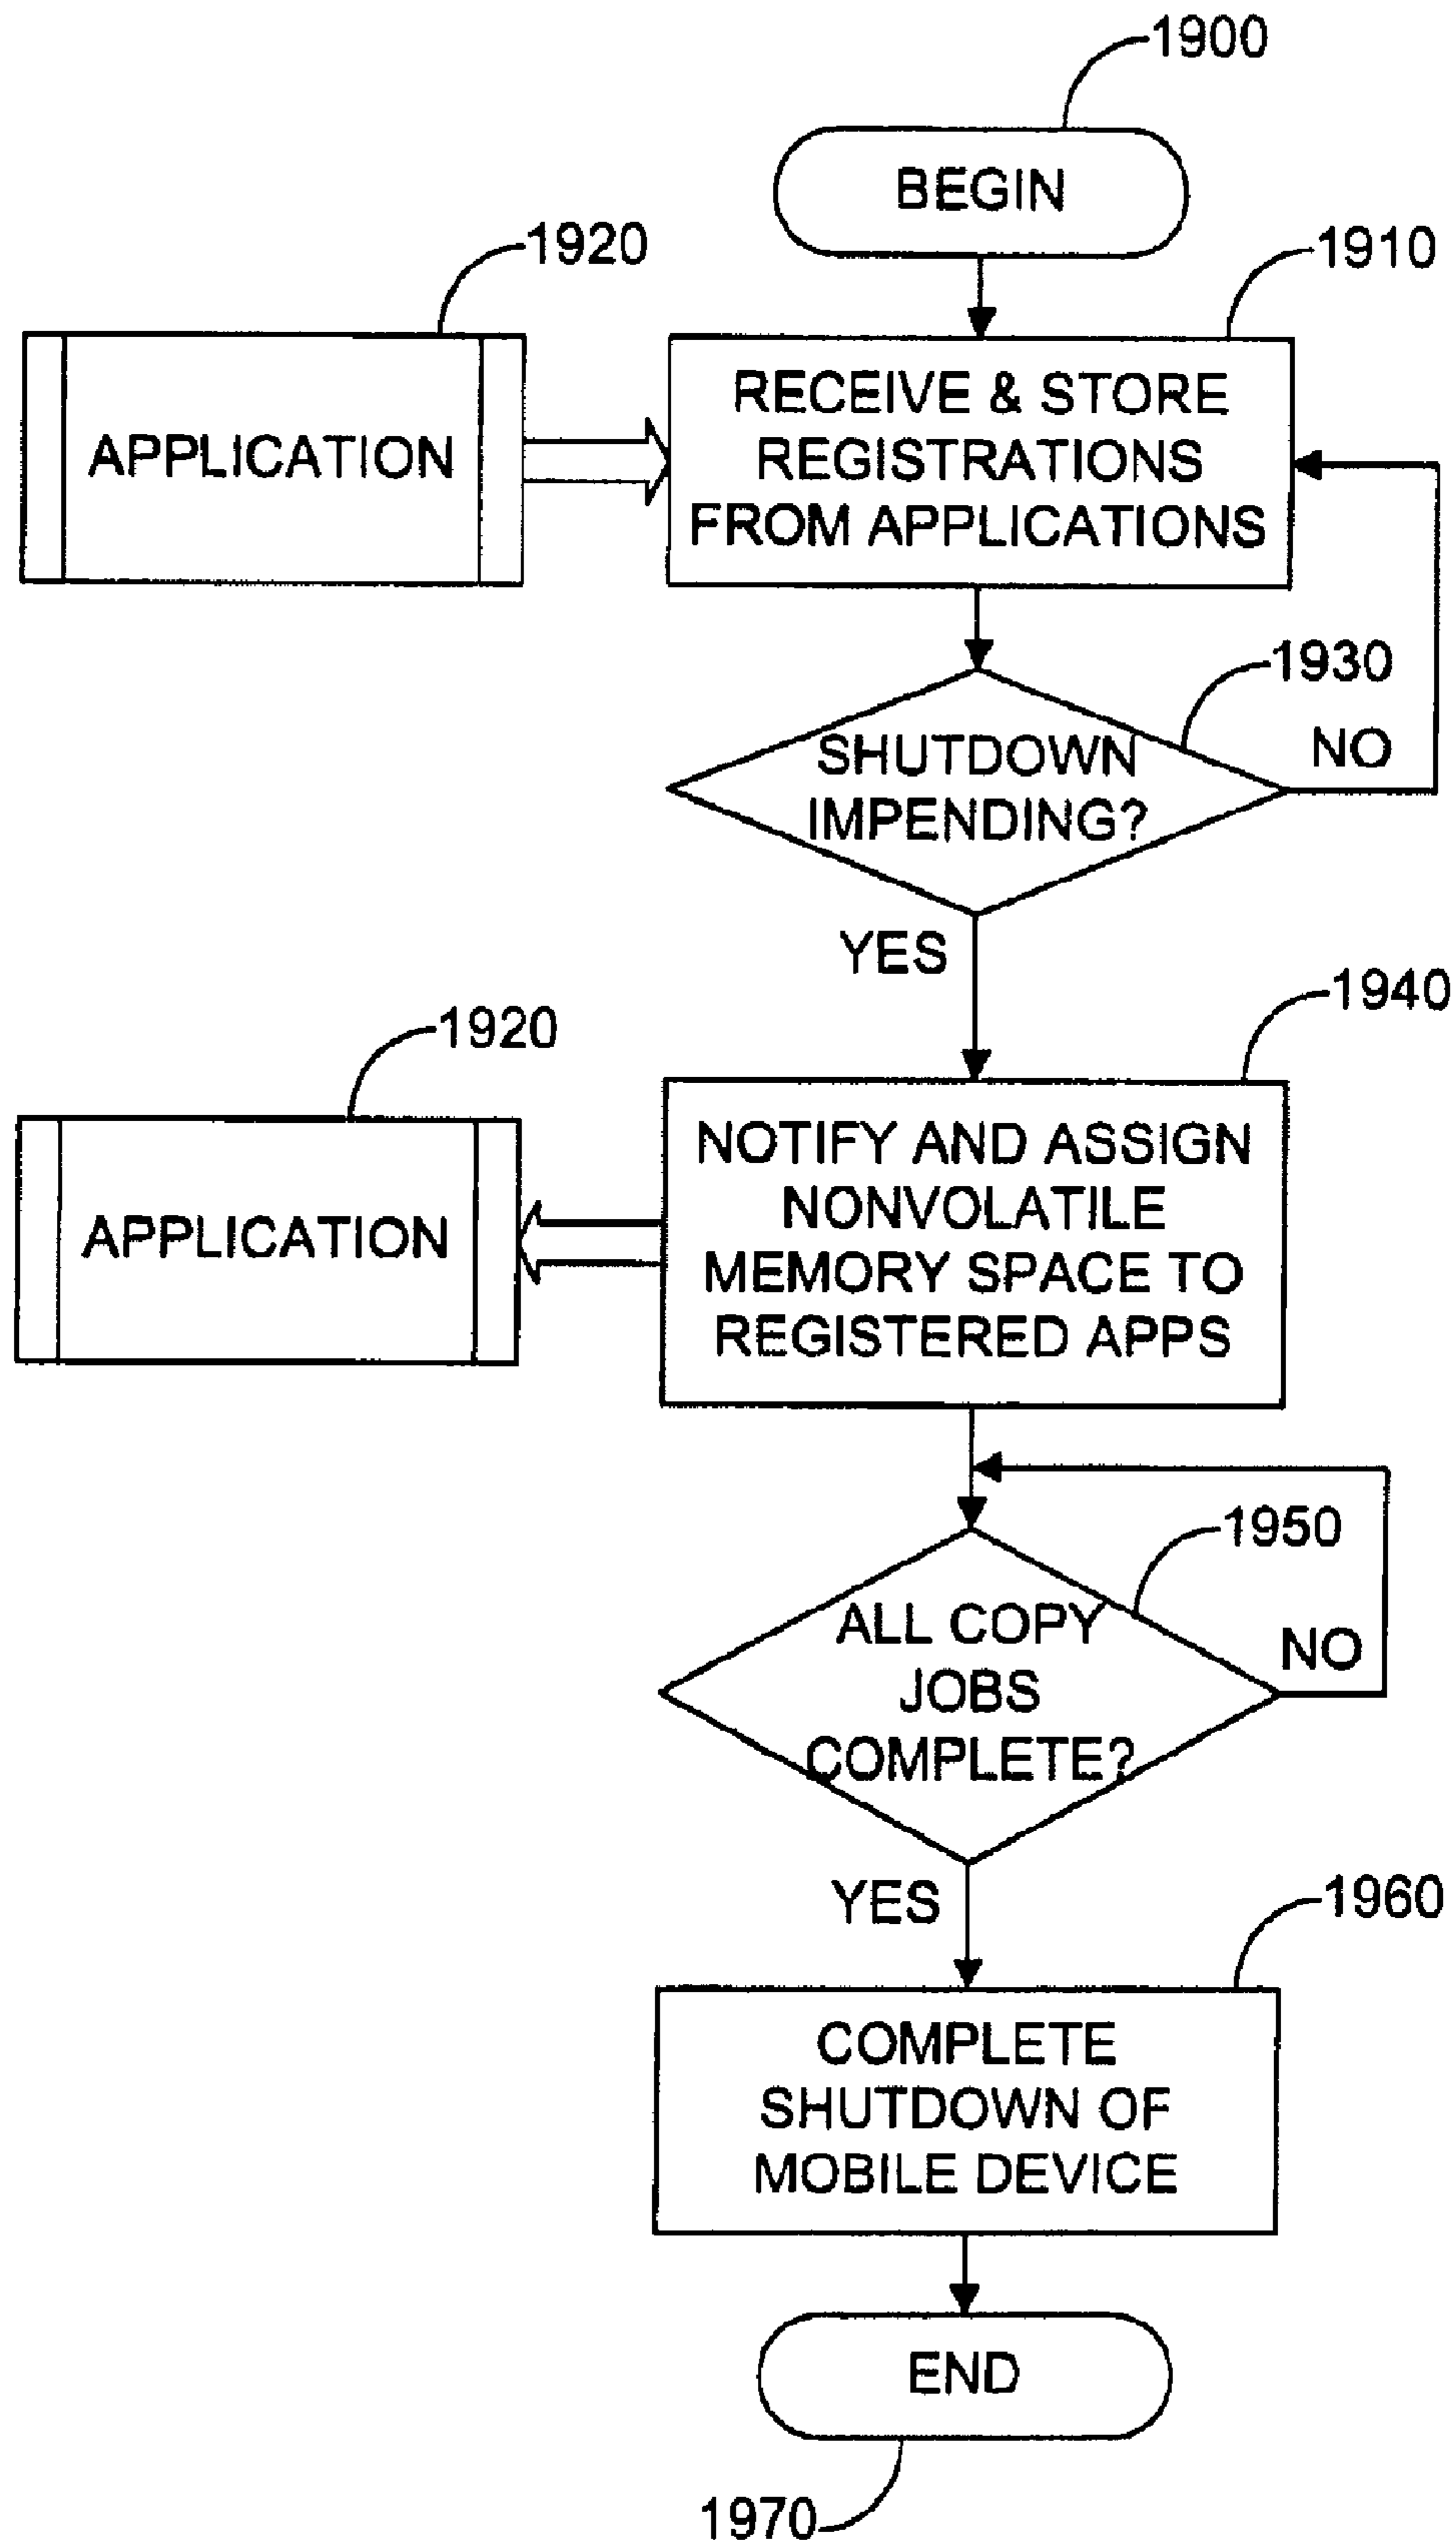 1900
BEGIN
1920
1910
APPLICATION
RECEIVE & STORE
REGISTRATIONS
FROM APPLICATIONS
1930
SHUTDOWN
IMPENDING?
NO
YES
1940
1920
APPLICATION
NOTIFY AND ASSIGN
NONVOLATILE
MEMORY SPACE TO
REGISTERED APPS
1950
ALL COPY
JOBS
COMPLETE?
NO
YES
1960
COMPLETE
SHUTDOWN OF
MOBILE DEVICE
END
1970